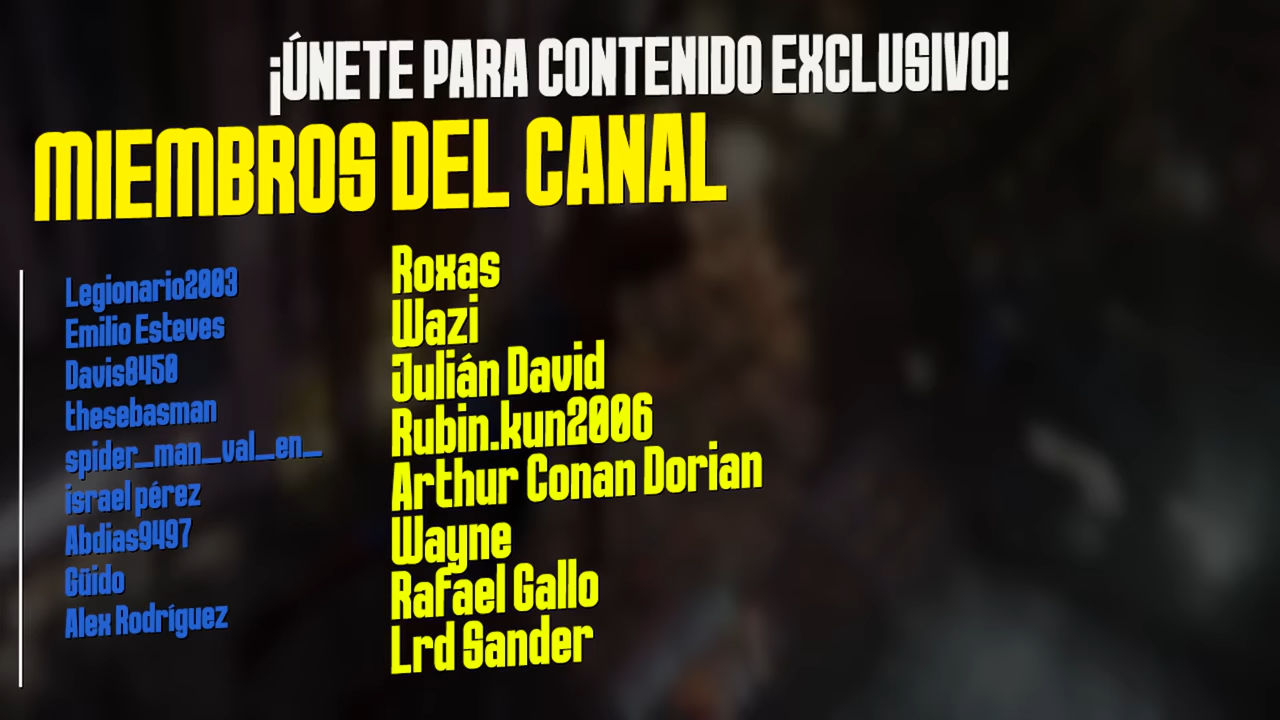 ¡ÚNETE PARA CONTENIDO EXCLUSIVO!
MIEMBROS DEL CANAL
Legionario2003
Emilio Esteves
Davis8450
thesebasman
spider_man_val_en_
israel pérez
Abdias9497
Güido
Alex Rodríguez
Roxas
Wazi
Julián David
Rubin.kun2006
Arthur Conan Dorian
Wayne
Rafael Gallo
Lrd Sander